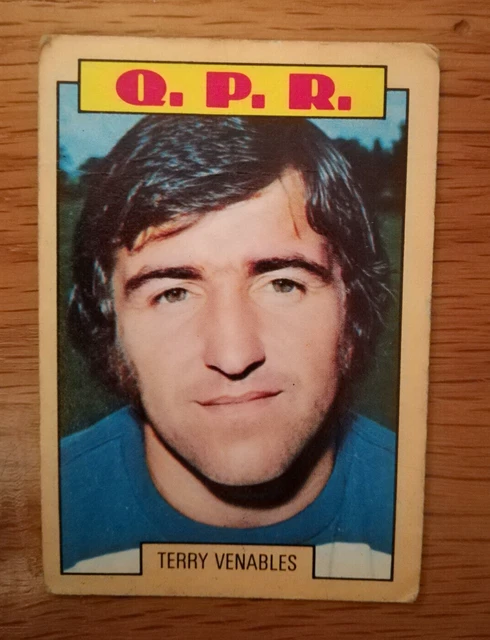 Q. P. R.
TERRY VENABLES